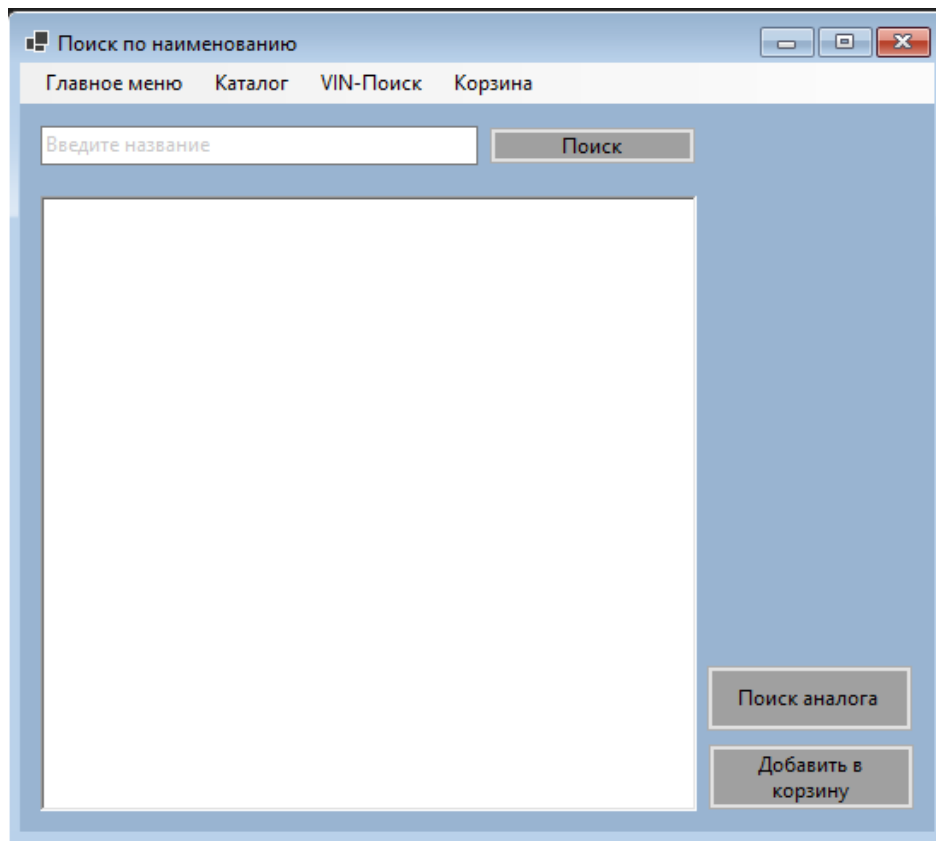 Поиск по наименованию
Главное меню Каталог VIN-Поиск Корзина
Введите название
Поиск
Поиск аналога
Добавить в
корзину